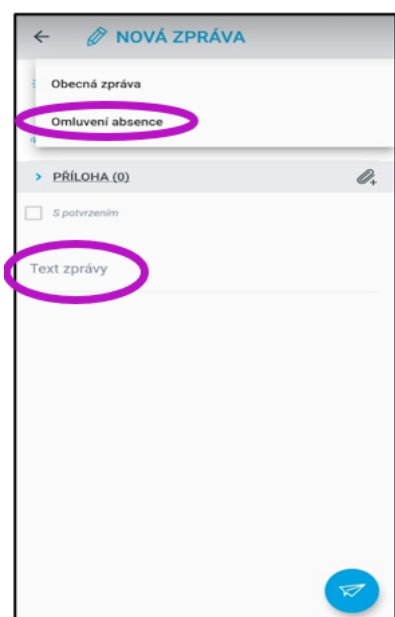 NOVÁ ZPRÁVA
Obecná zpráva
Omluvení absence
PŘÍLOHA (0)
S potvrzením
Text zprávy